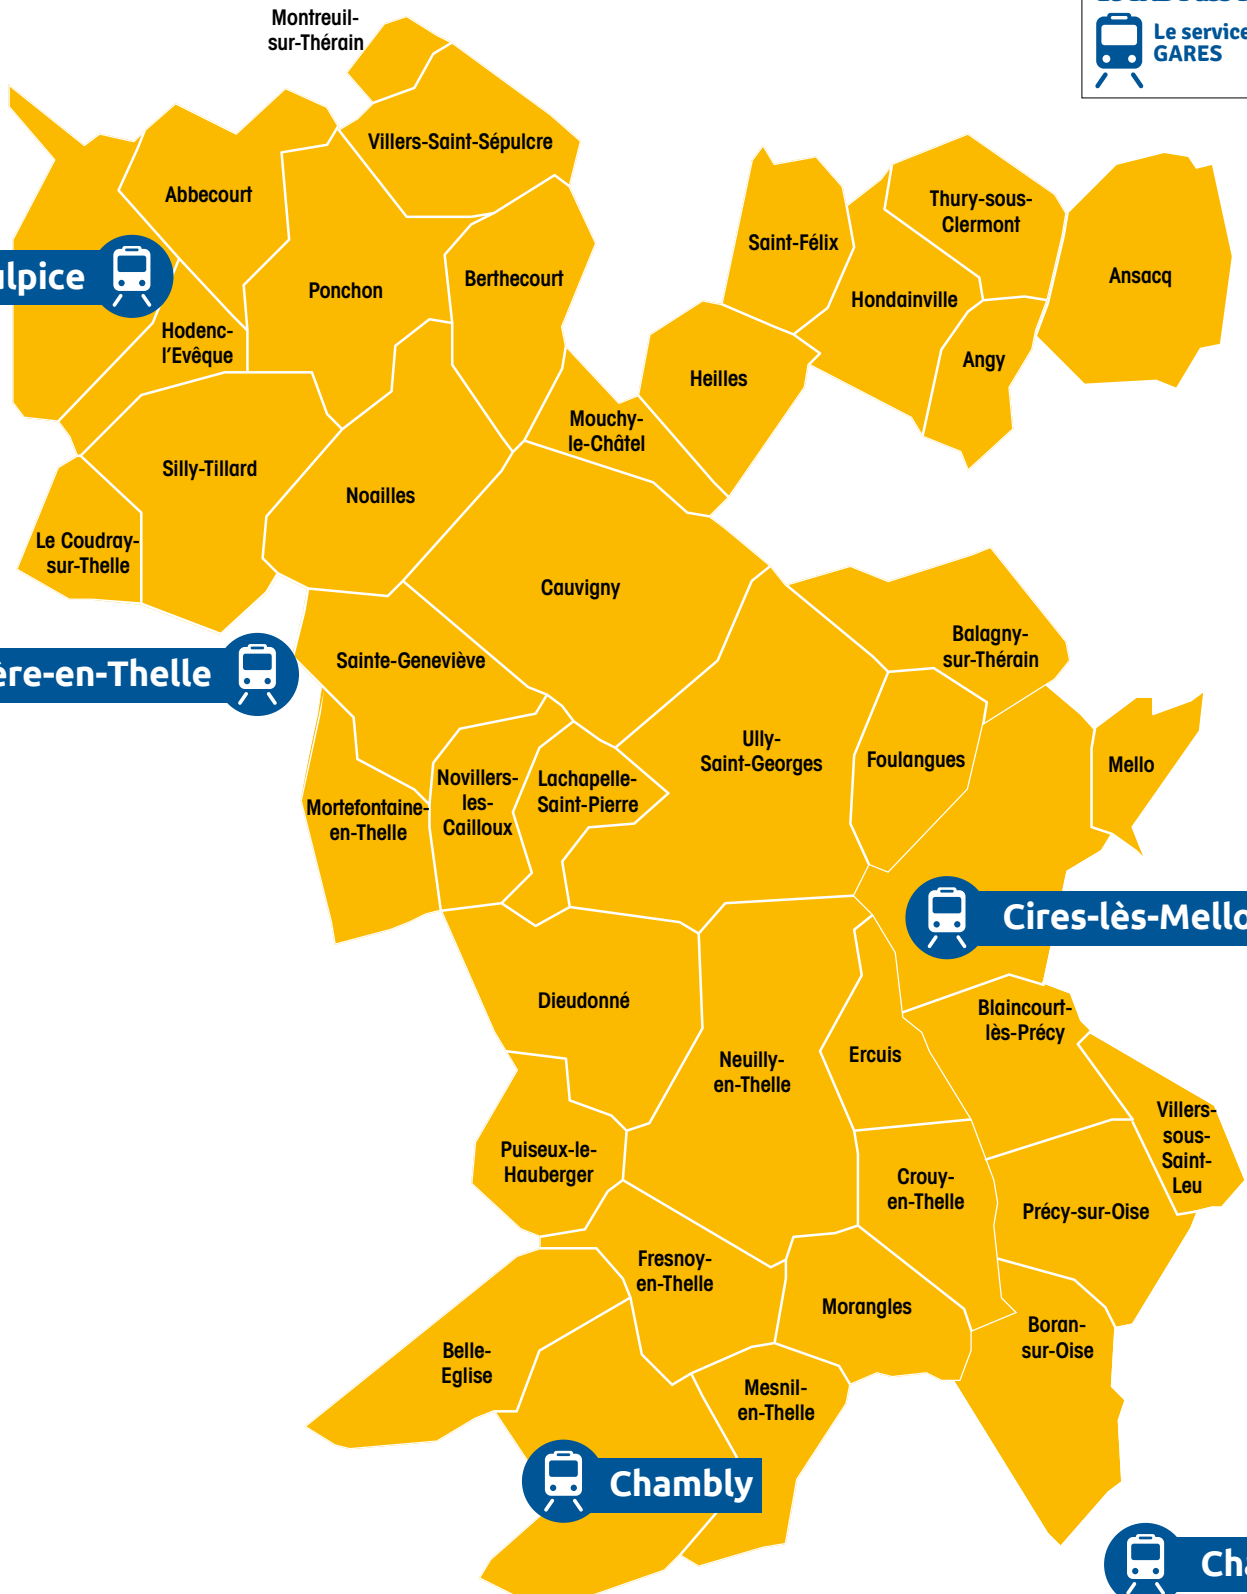 Montreuil-
sur-Thérain
Le service
GARES
Villers-Saint-Sépulcre
Abbecourt
Thury-sous-
Clermont
Saint-Félix
Ansacq
Berthecourt
Ponchon
Hondainville
Hodenc-
l'Evêque
Angy
Heilles
Mouchy-
le-Châtel
Silly-Tillard
Noailles
Le Coudray-
sur-Thelle
Cauvigny
Balagny-
sur-Thérain
Sainte-Geneviève
ère-en-Thelle
Ully-
Saint-Georges
Foulangues
Mello
Novillers-
les-
Cailloux
Lachapelle-
Saint-Pierre
Mortefontaine-
en-Thelle
Cires-lès-Mello
Dieudonné
Blaincourt-
lès-Précy
Ercuis
Neuilly-
en-Thelle
Villers-
sous-
Saint-
Leu
Puiseux-le-
Hauberger
Crouy-
en-Thelle
Précy-sur-Oise
Fresnoy-
en-Thelle
Morangles
Boran-
sur-Oise
Belle-
Eglise
Mesnil-
en-Thelle
Chambly